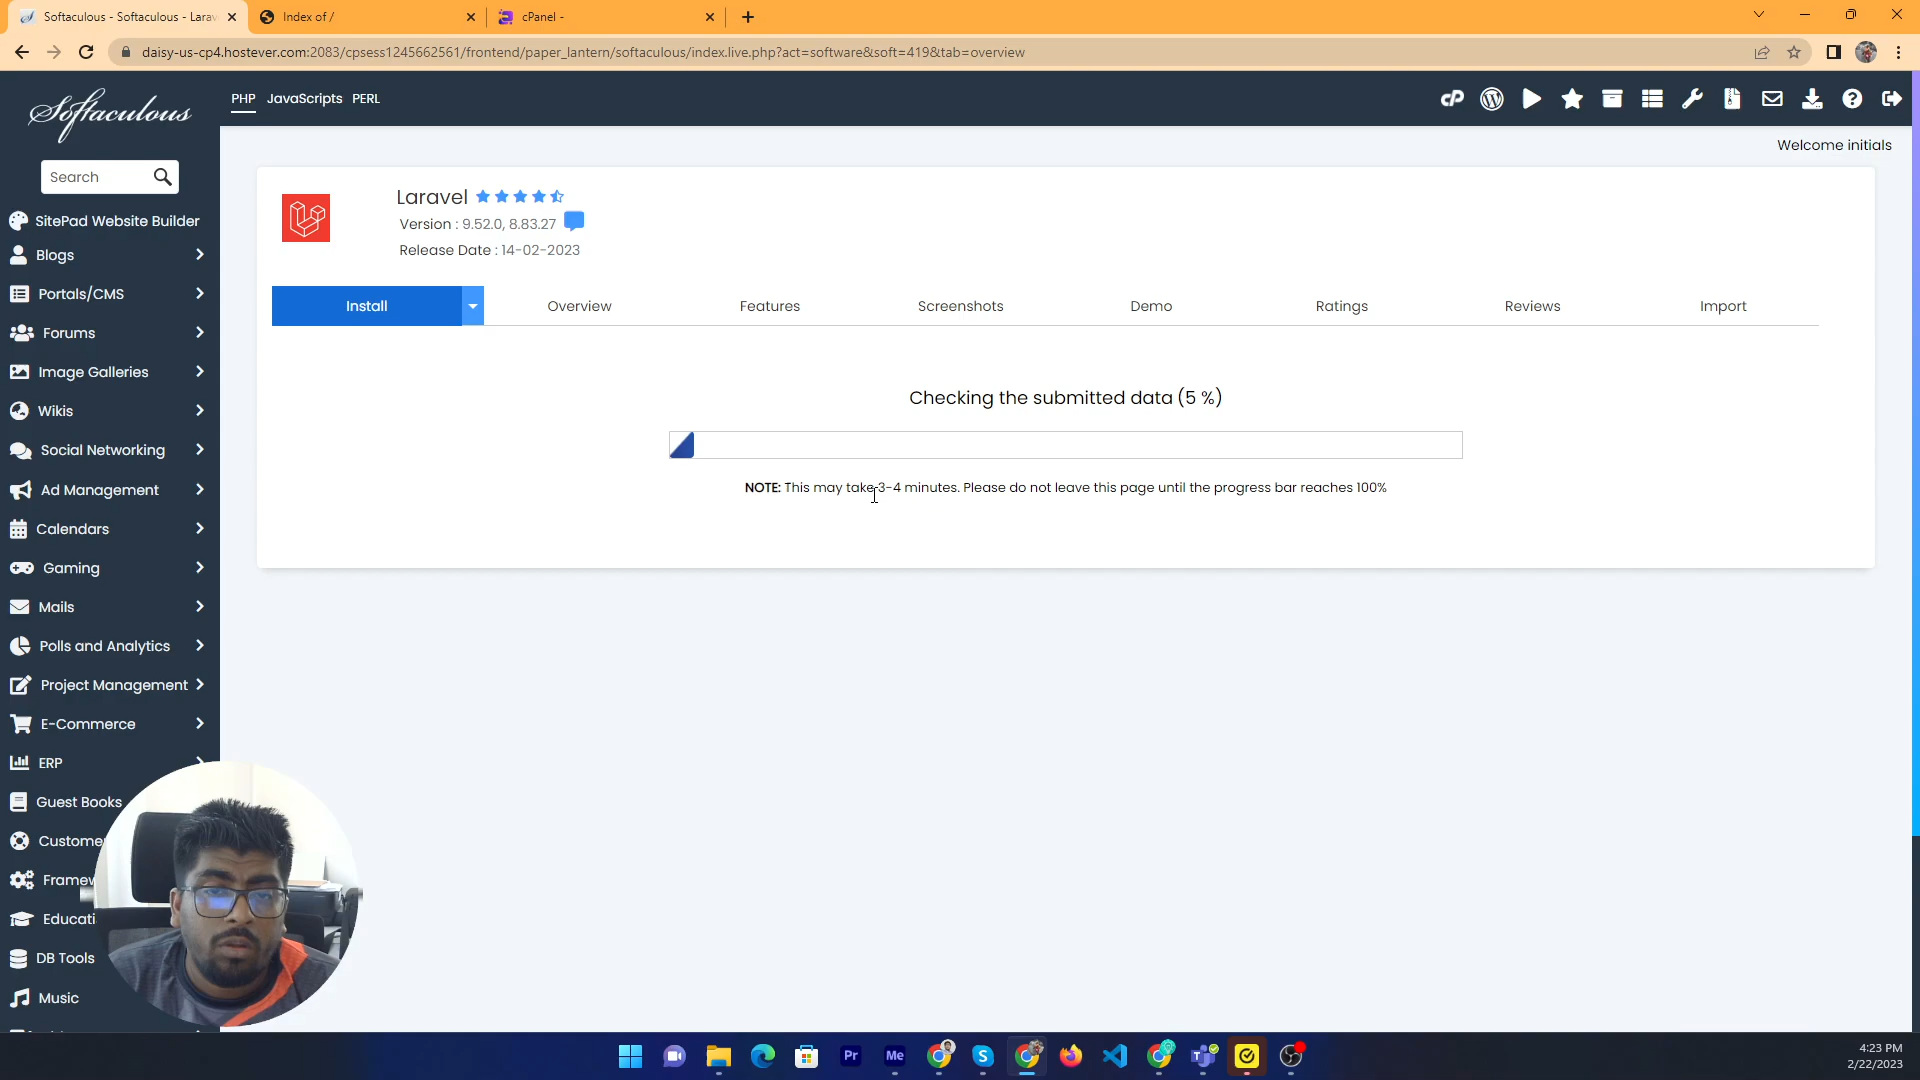 Softaculous - Softaculous - Larav
Index of /
cPanel -
daisy-us-cp4.hostever.com:2083/cpsess1245662561/frontend/paper_lantern/softaculous/index.live.php?act=software&soft=419&tab=overview
Softaculous
PHP JavaScripts PERL
cP
Welcome initials
Search
SitePad Website Builder
Blogs
Portals/CMS
Forums
Image Galleries
Wikis
Social Networking
Ad Management
Calendars
Gaming
Mails
Polls and Analytics
Project Management
E-Commerce
ERP
Guest Books
Custome
Framew
Educati
DB Tools
Music
Laravel
Version : 9.52.0, 8.83.27
Release Date : 14-02-2023
Install
Overview
Features
Screenshots
Demo
Ratings
Reviews
Import
Checking the submitted data (5 %)
NOTE: This may take 3-4 minutes. Please do not leave this page until the progress bar reaches 100%
Pr
Me
4:23 PM
2/22/2023